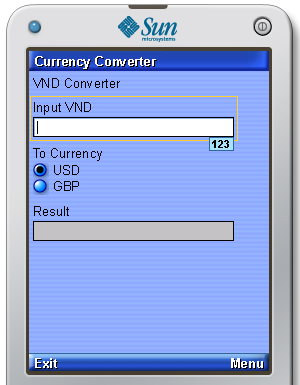 Sun
microsystems
Currency Converter
VND Converter
Input VND
123
To Currency
USD
GBP
Result
Exit Menu